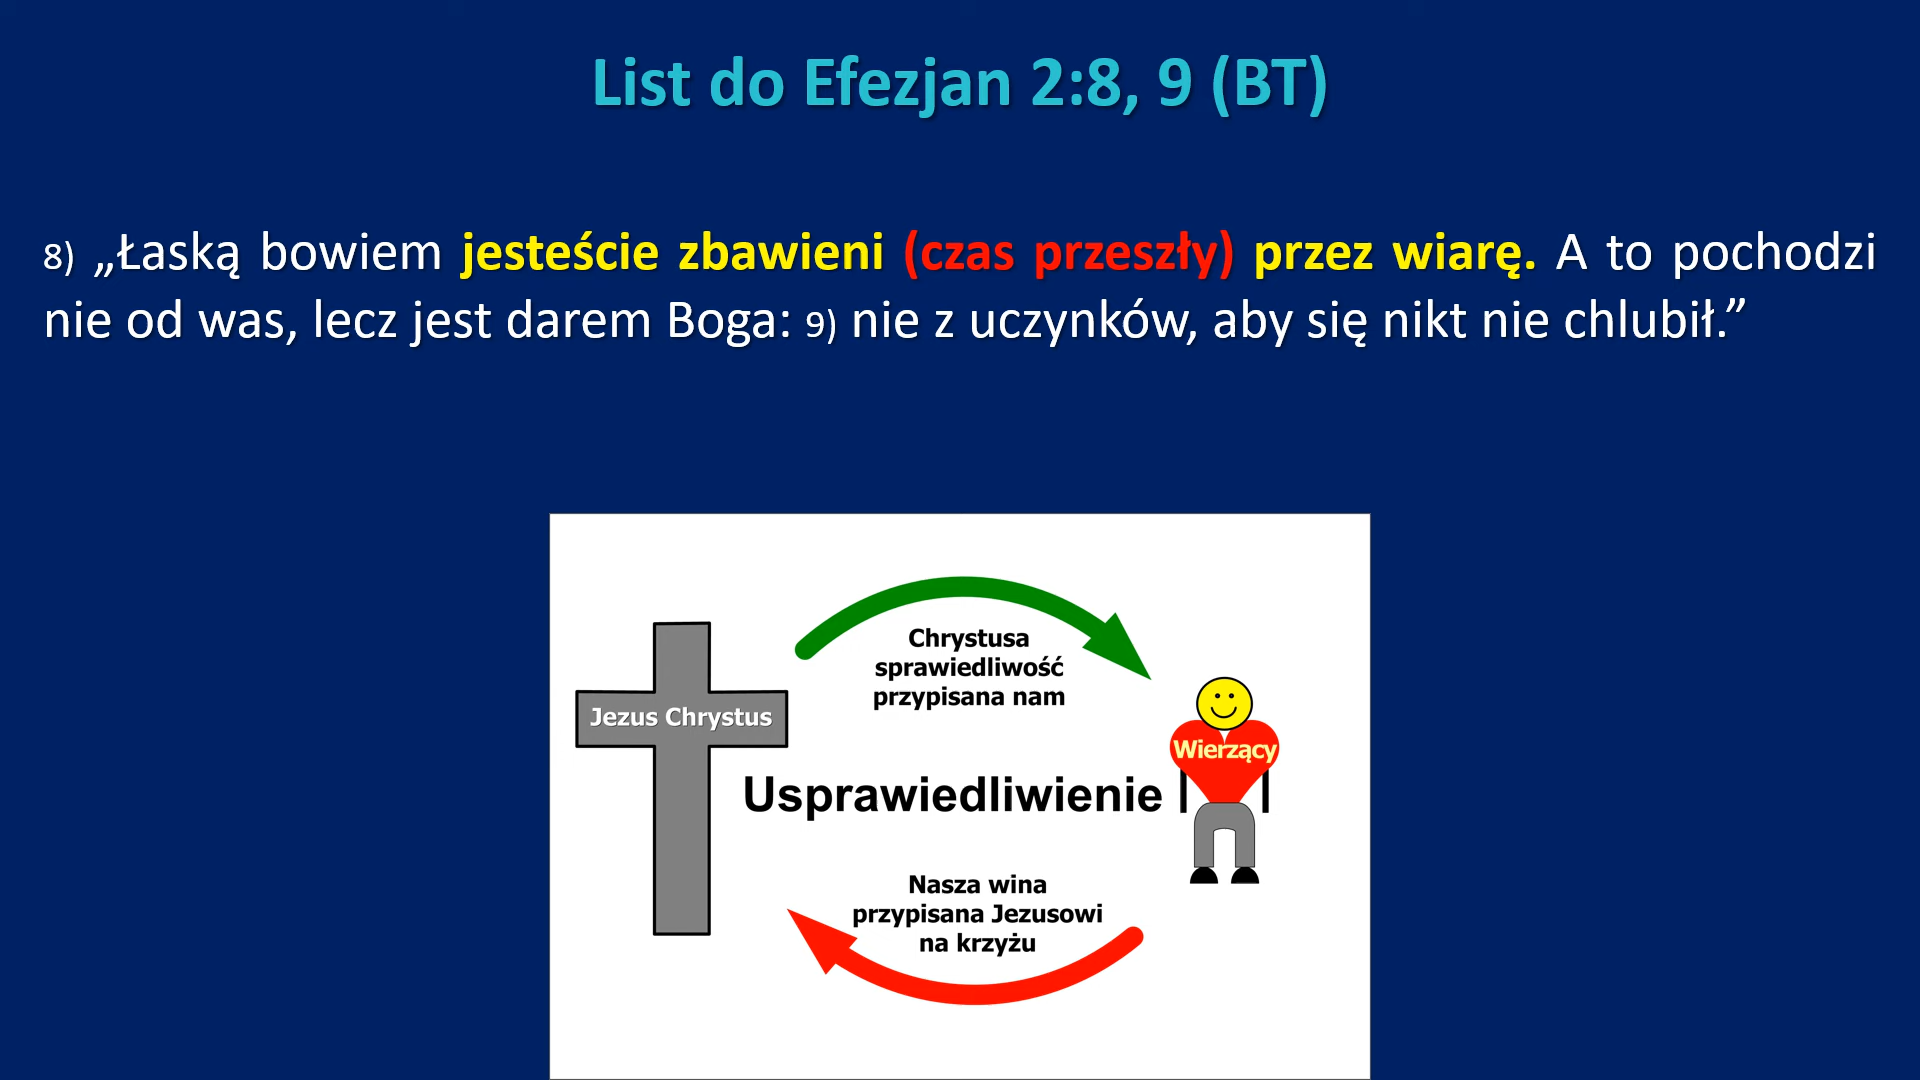 List do Efezjan 2:8, 9 (BT)
8) „Łaską bowiem jesteście zbawieni (czas przeszły) przez wiarę. A to pochodzi
nie od was, lecz jest darem Boga: 9) nie z uczynków, aby się nikt nie chlubił.”
Chrystusa
sprawiedliwość
przypisana nam
Jezus Chrystus
Wierzący
Usprawiedliwienie
Nasza wina
przypisana Jezusowi
na krzyżu